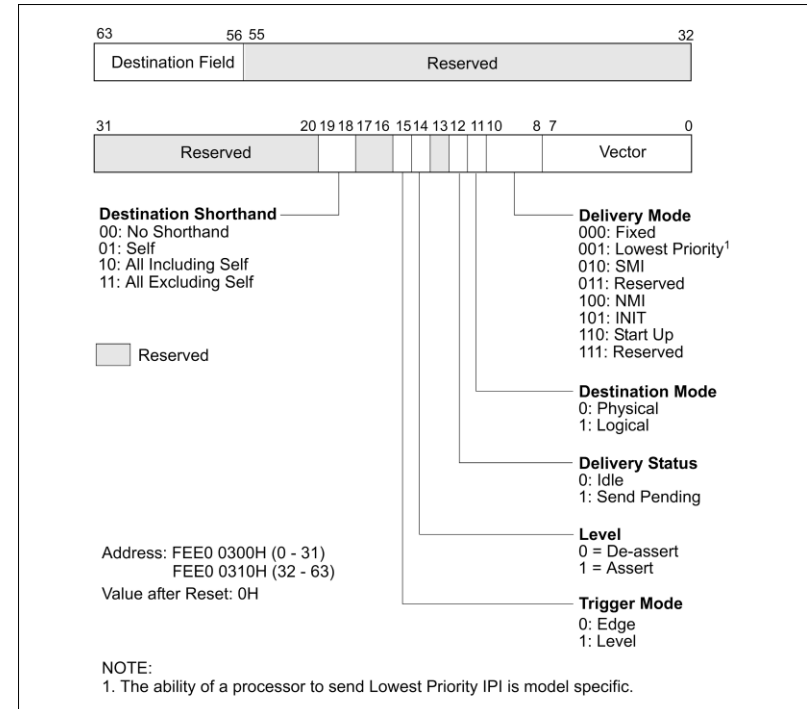 63 56 55 32
Destination Field Reserved
31 20 19 18 17 16 15 14 13 12 11 10 8 7 0
Reserved Vector
Destination Shorthand
00: No Shorthand
01: Self
10: All Including Self
11: All Excluding Self
Reserved
Delivery Mode
000: Fixed
001: Lowest Priority¹
010: SMI
011: Reserved
100: NMI
101: INIT
110: Start Up
111: Reserved
Destination Mode
0: Physical
1: Logical
Delivery Status
0: Idle
1: Send Pending
Level
0 = De-assert
1 = Assert
Trigger Mode
0: Edge
1: Level
Address: FEE0 0300H (0 - 31)
FEE0 0310H (32 - 63)
Value after Reset: 0H
NOTE:
1. The ability of a processor to send Lowest Priority IPI is model specific.